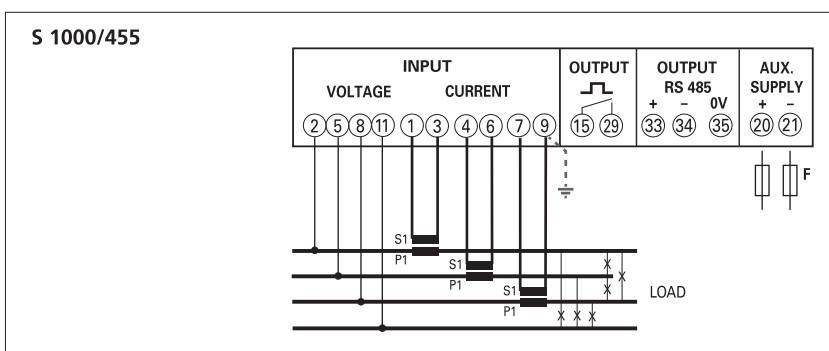 S 1000/455
INPUT
VOLTAGE CURRENT
2 5 8 11 1 3 4 6 7 9
OUTPUT
15 29
OUTPUT
RS 485
+ – 0V
33 34 35
AUX.
SUPPLY
+ –
20 21
F
S1
P1
S1
P1
S1
P1
LOAD